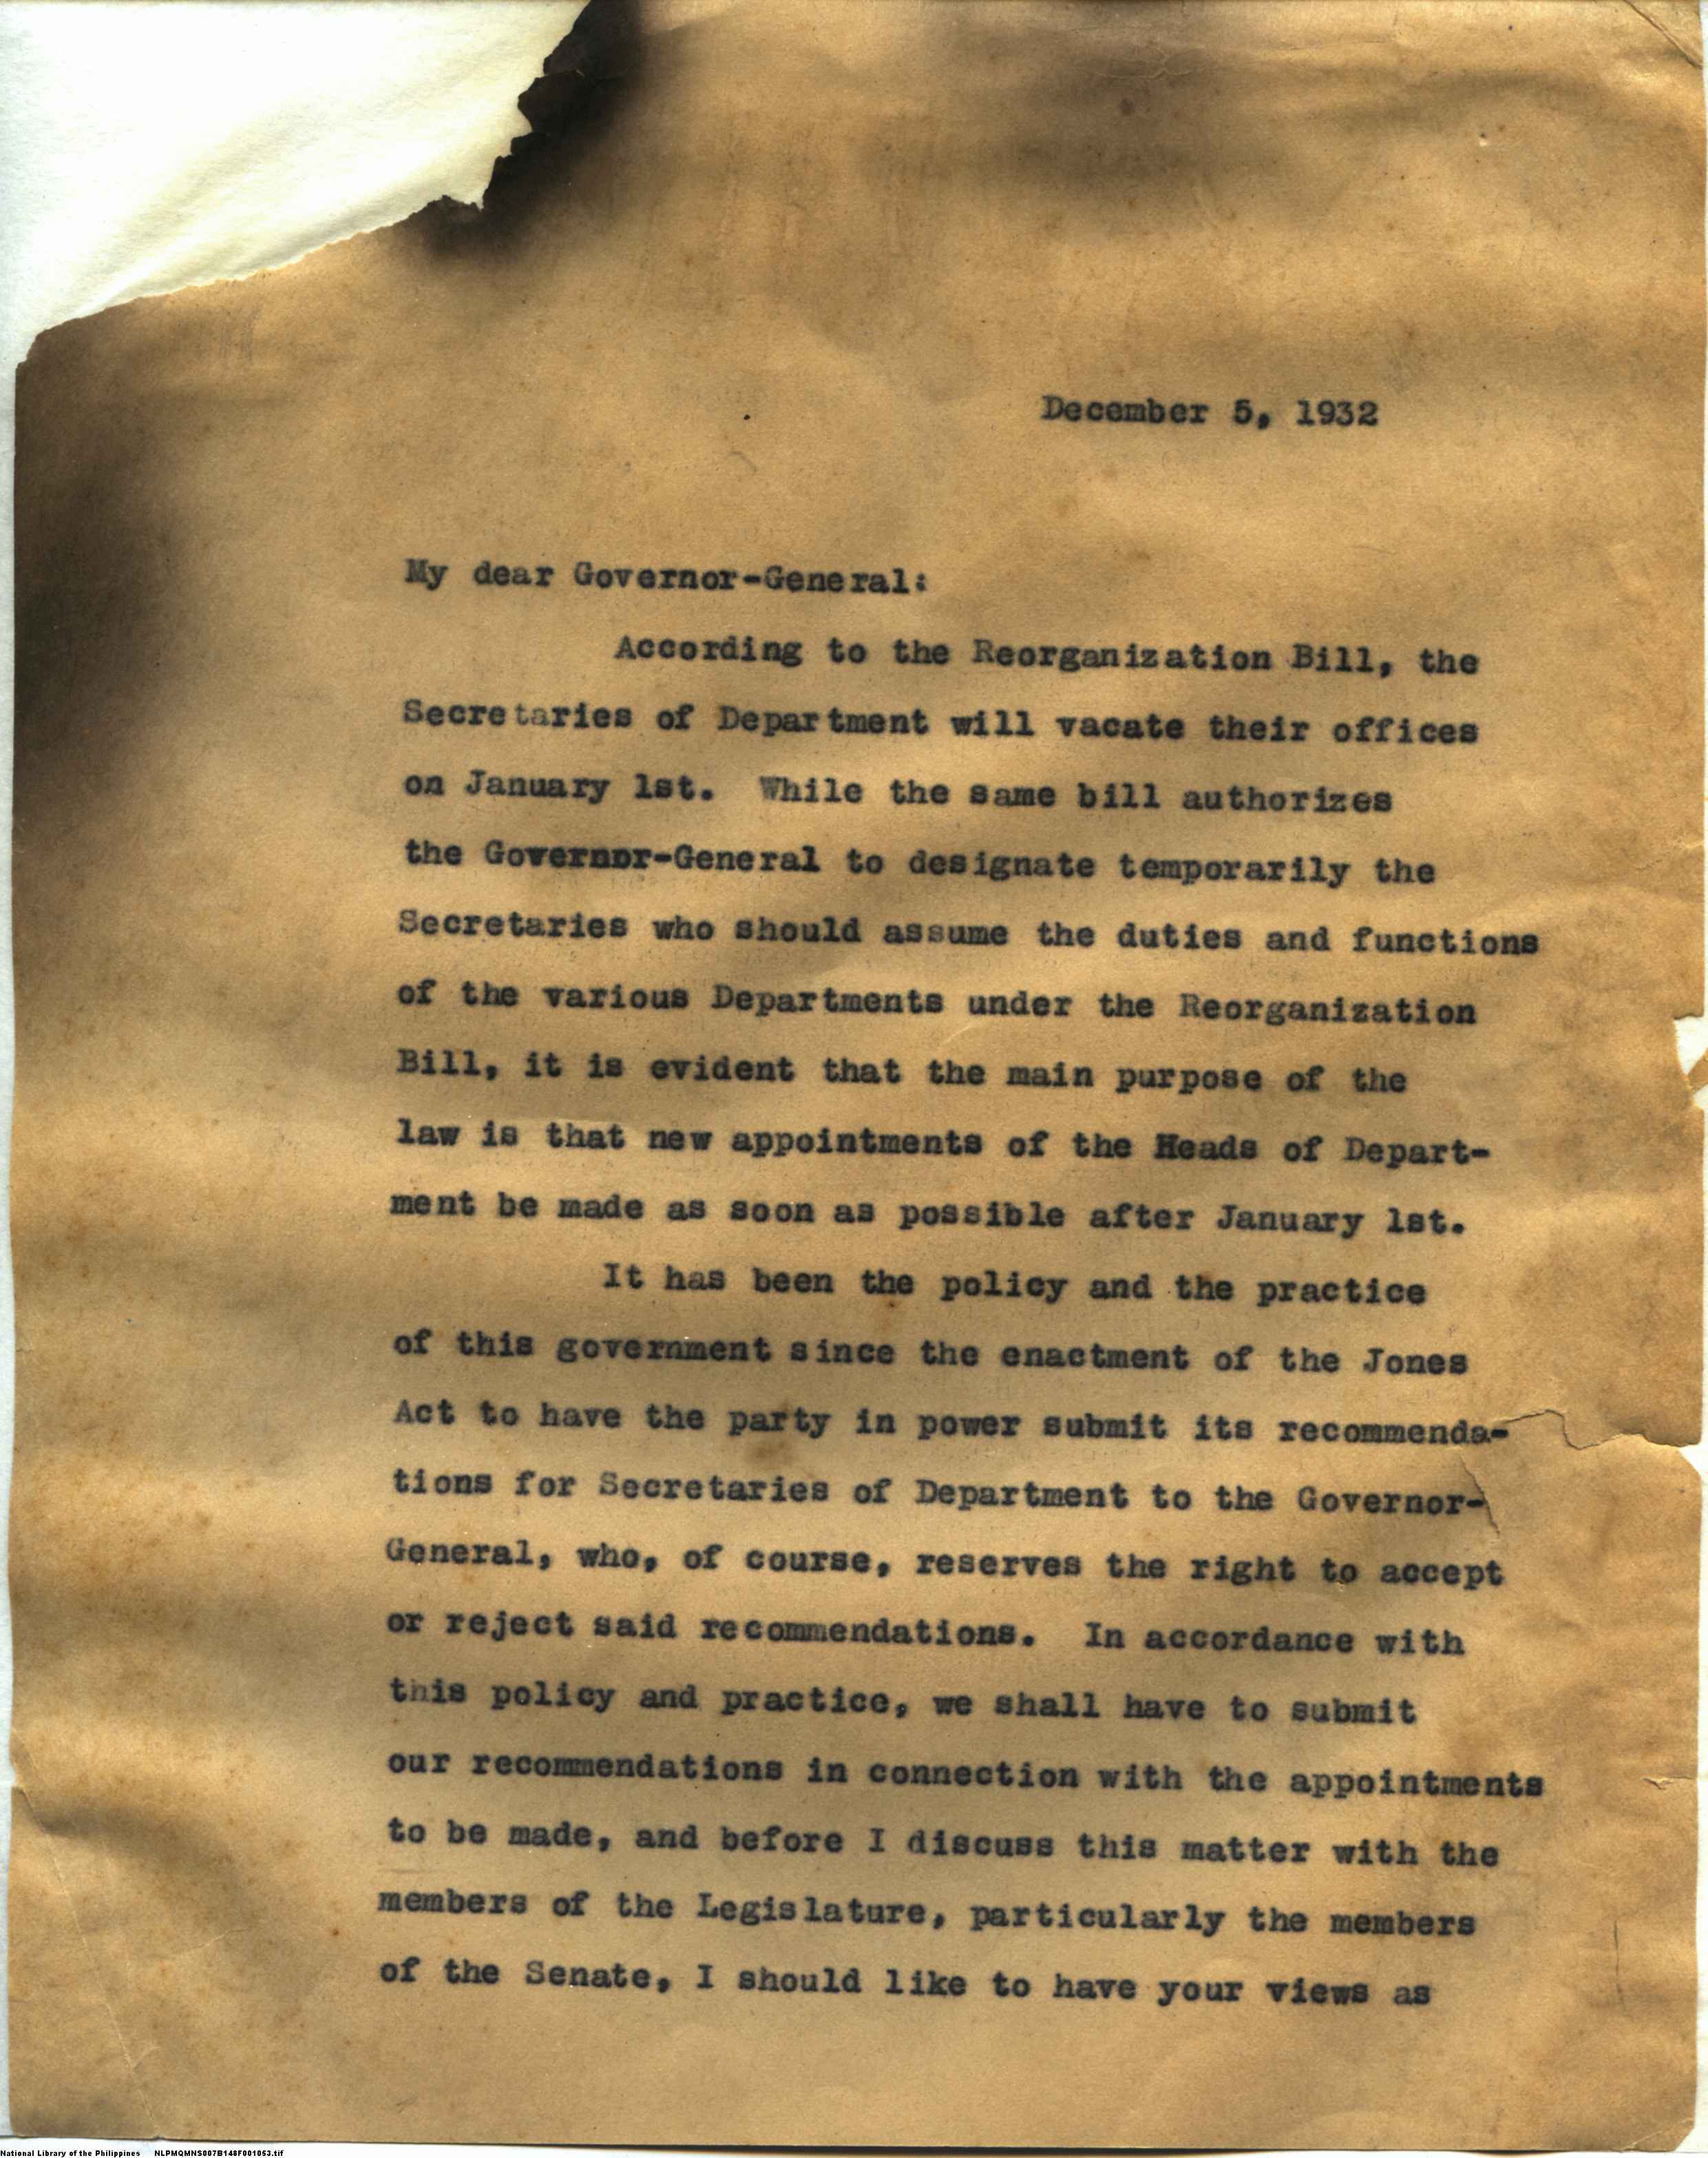 December 5, 1932
My dear Governor-General:
According to the Reorganization Bill, the
Secretaries of Department will vacate their offices
on January 1st. While the same bill authorizes
the Governor-General to designate temporarily the
Secretaries who should assume the duties and functions
of the various Departments under the Reorganization
Bill, it is evident that the main purpose of the
law is that new appointments of the Heads of Depart-
ment be made as soon as possible after January 1st.
It has been the policy and the practice
of this government since the enactment of the Jones
Act to have the party in power submit its recommenda-
tions for Secretaries of Department to the Governor-
General, who, of course, reserves the right to accept
or reject said recommendations. In accordance with
this policy and practice, we shall have to submit
our recommendations in connection with the appointments
to be made, and before I discuss this matter with the
members of the Legislature, particularly the members
of the Senate, I should like to have your views as
National Library of the Philippines NLPMQMNS007B148F001053.tif